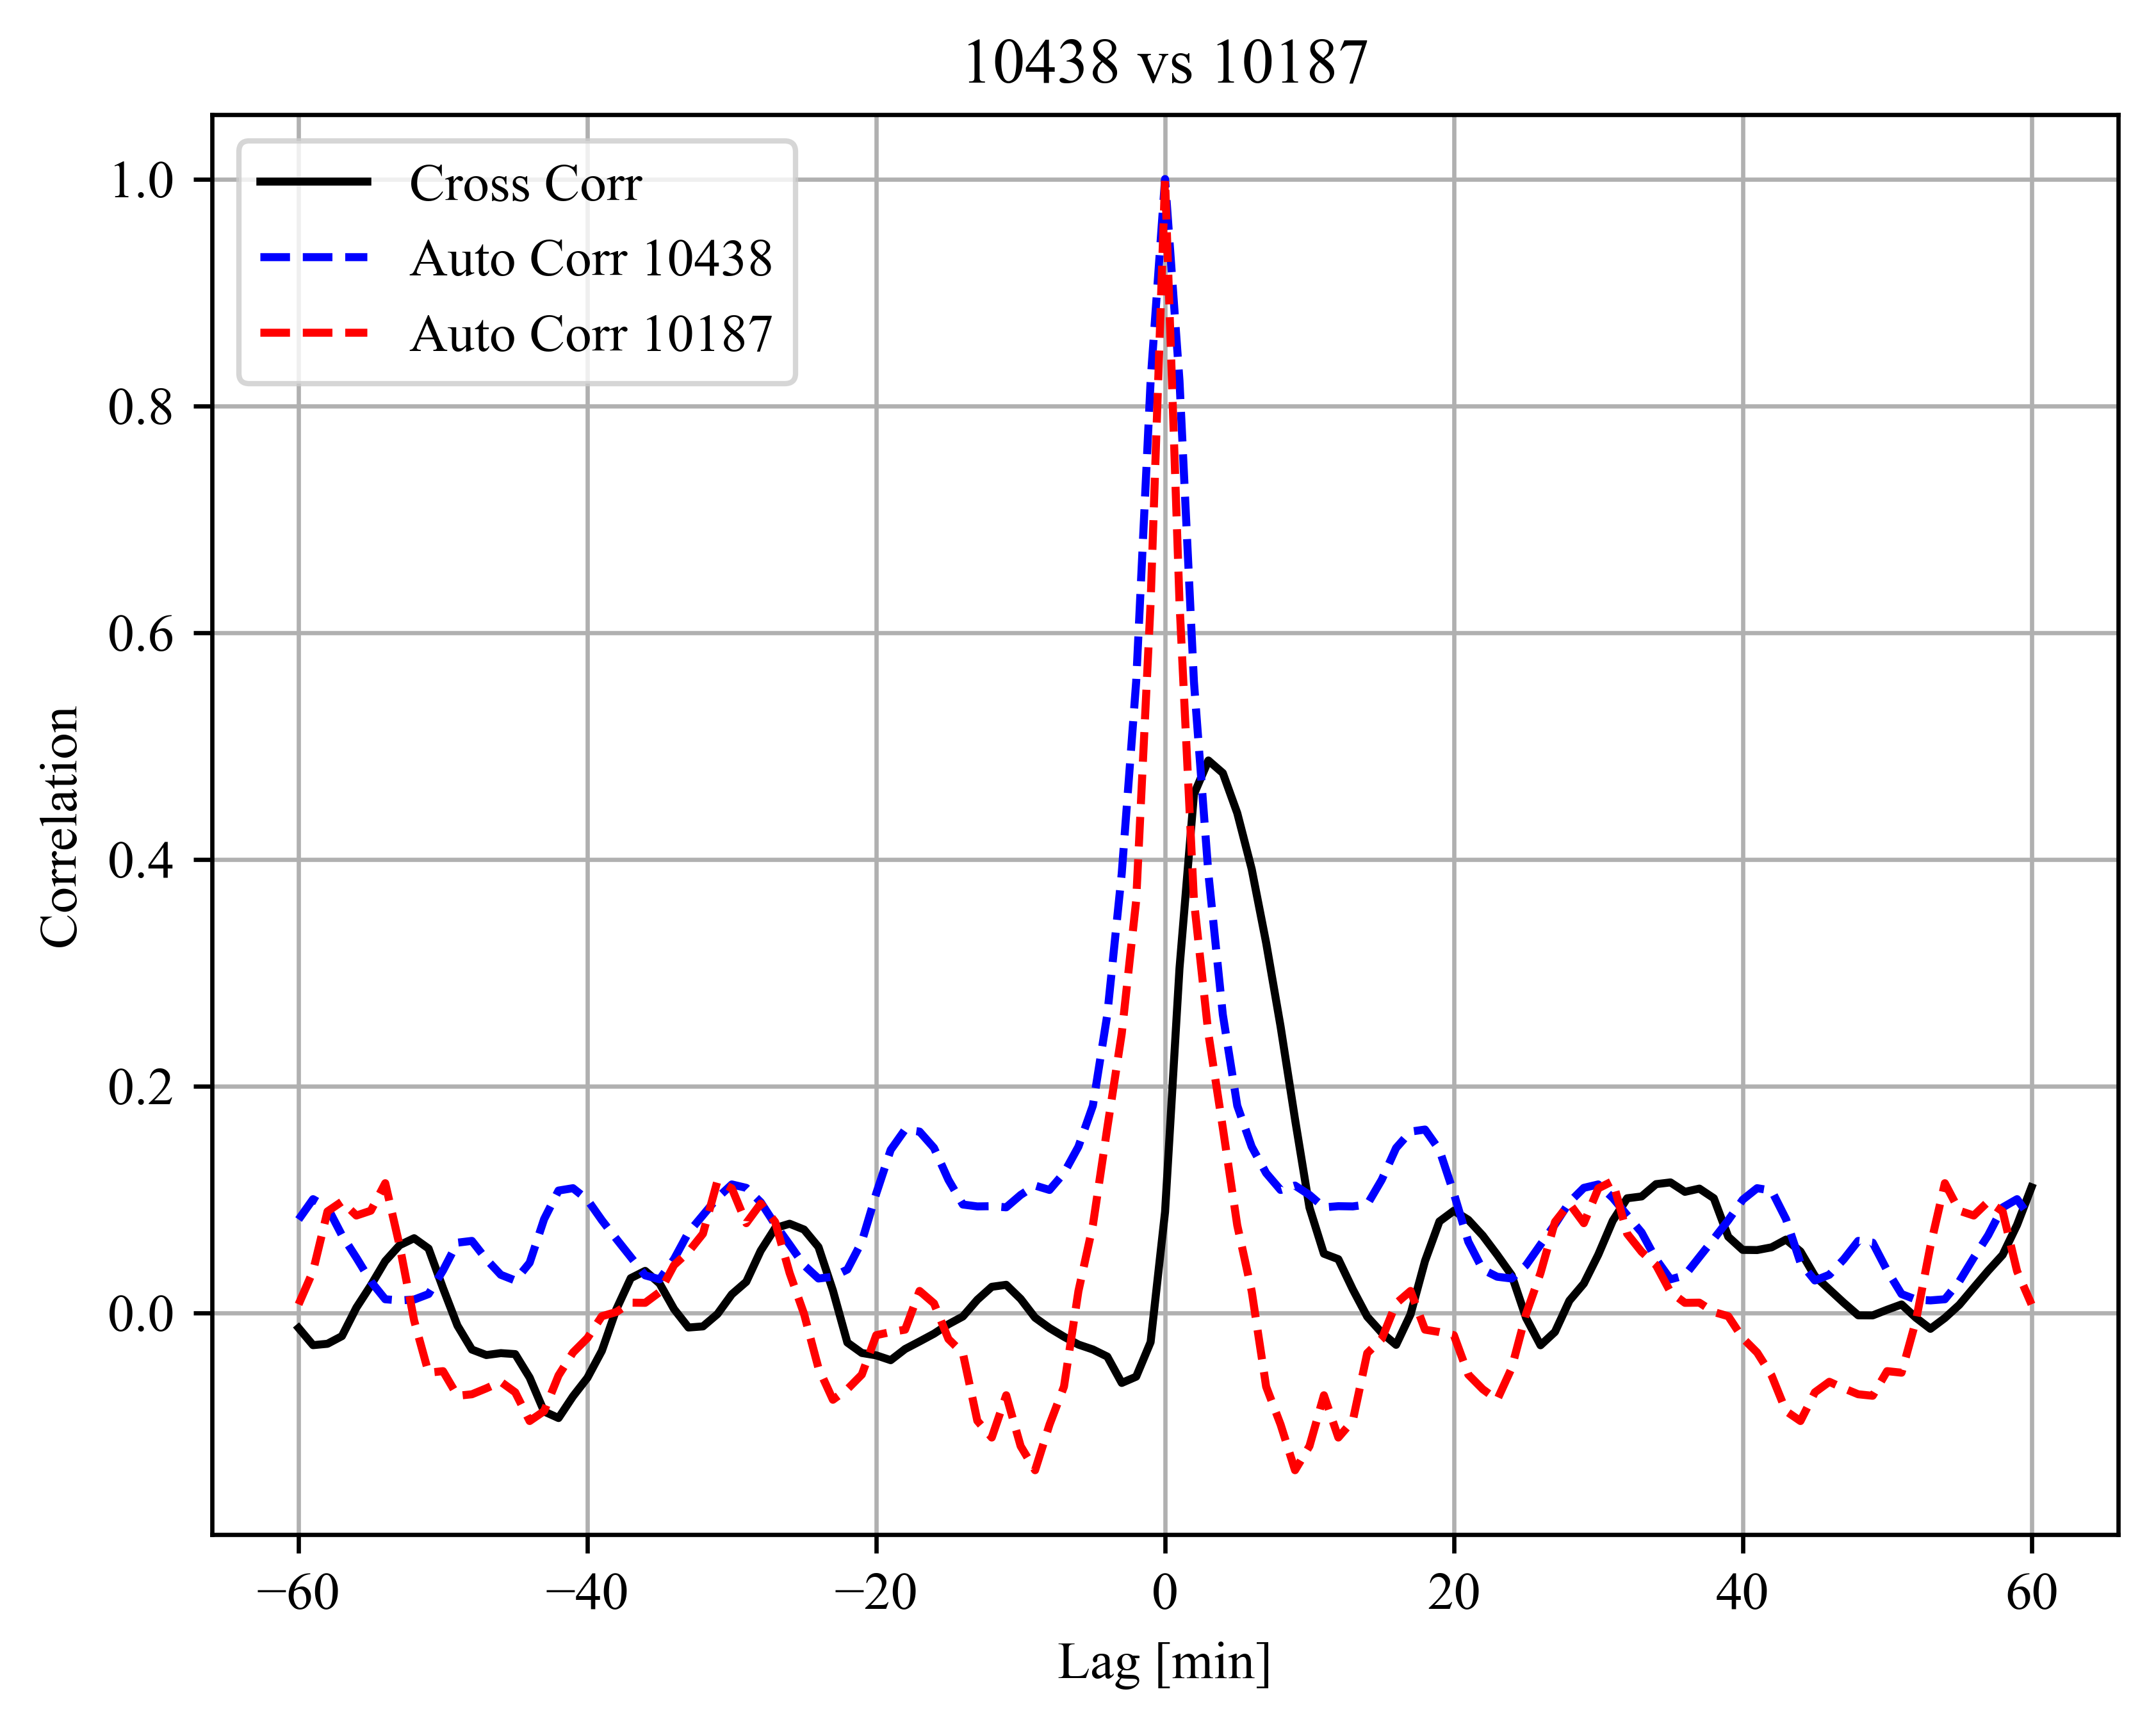 10438 vs 10187
Cross Corr
Auto Corr 10438
Auto Corr 10187
1.0
0.8
0.6
0.4
0.2
0.0
Correlation
−60 −40 −20 0 20 40 60
Lag [min]